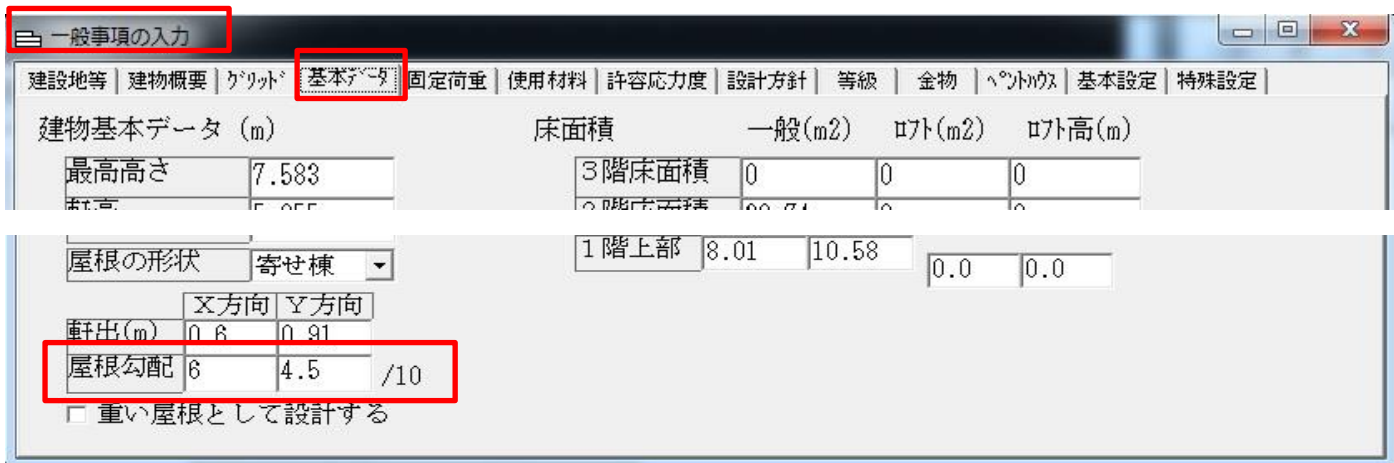 一般事項の入力
建設地等 建物概要 グリッド 基本データ 固定荷重 使用材料 許容応力度 設計方針 等級 金物 ペントハウス 基本設定 特殊設定
建物基本データ (m) 床面積 一般(m2) ロフト(m2) ロフト高(m)
最高高さ 7.583 3階床面積 0 0 0
屋根の形状 寄せ棟 1階上部 8.01 10.58 0.0 0.0
X方向 Y方向
軒出(m) 0.6 0.91
屋根勾配 6 4.5 /10
重い屋根として設計する